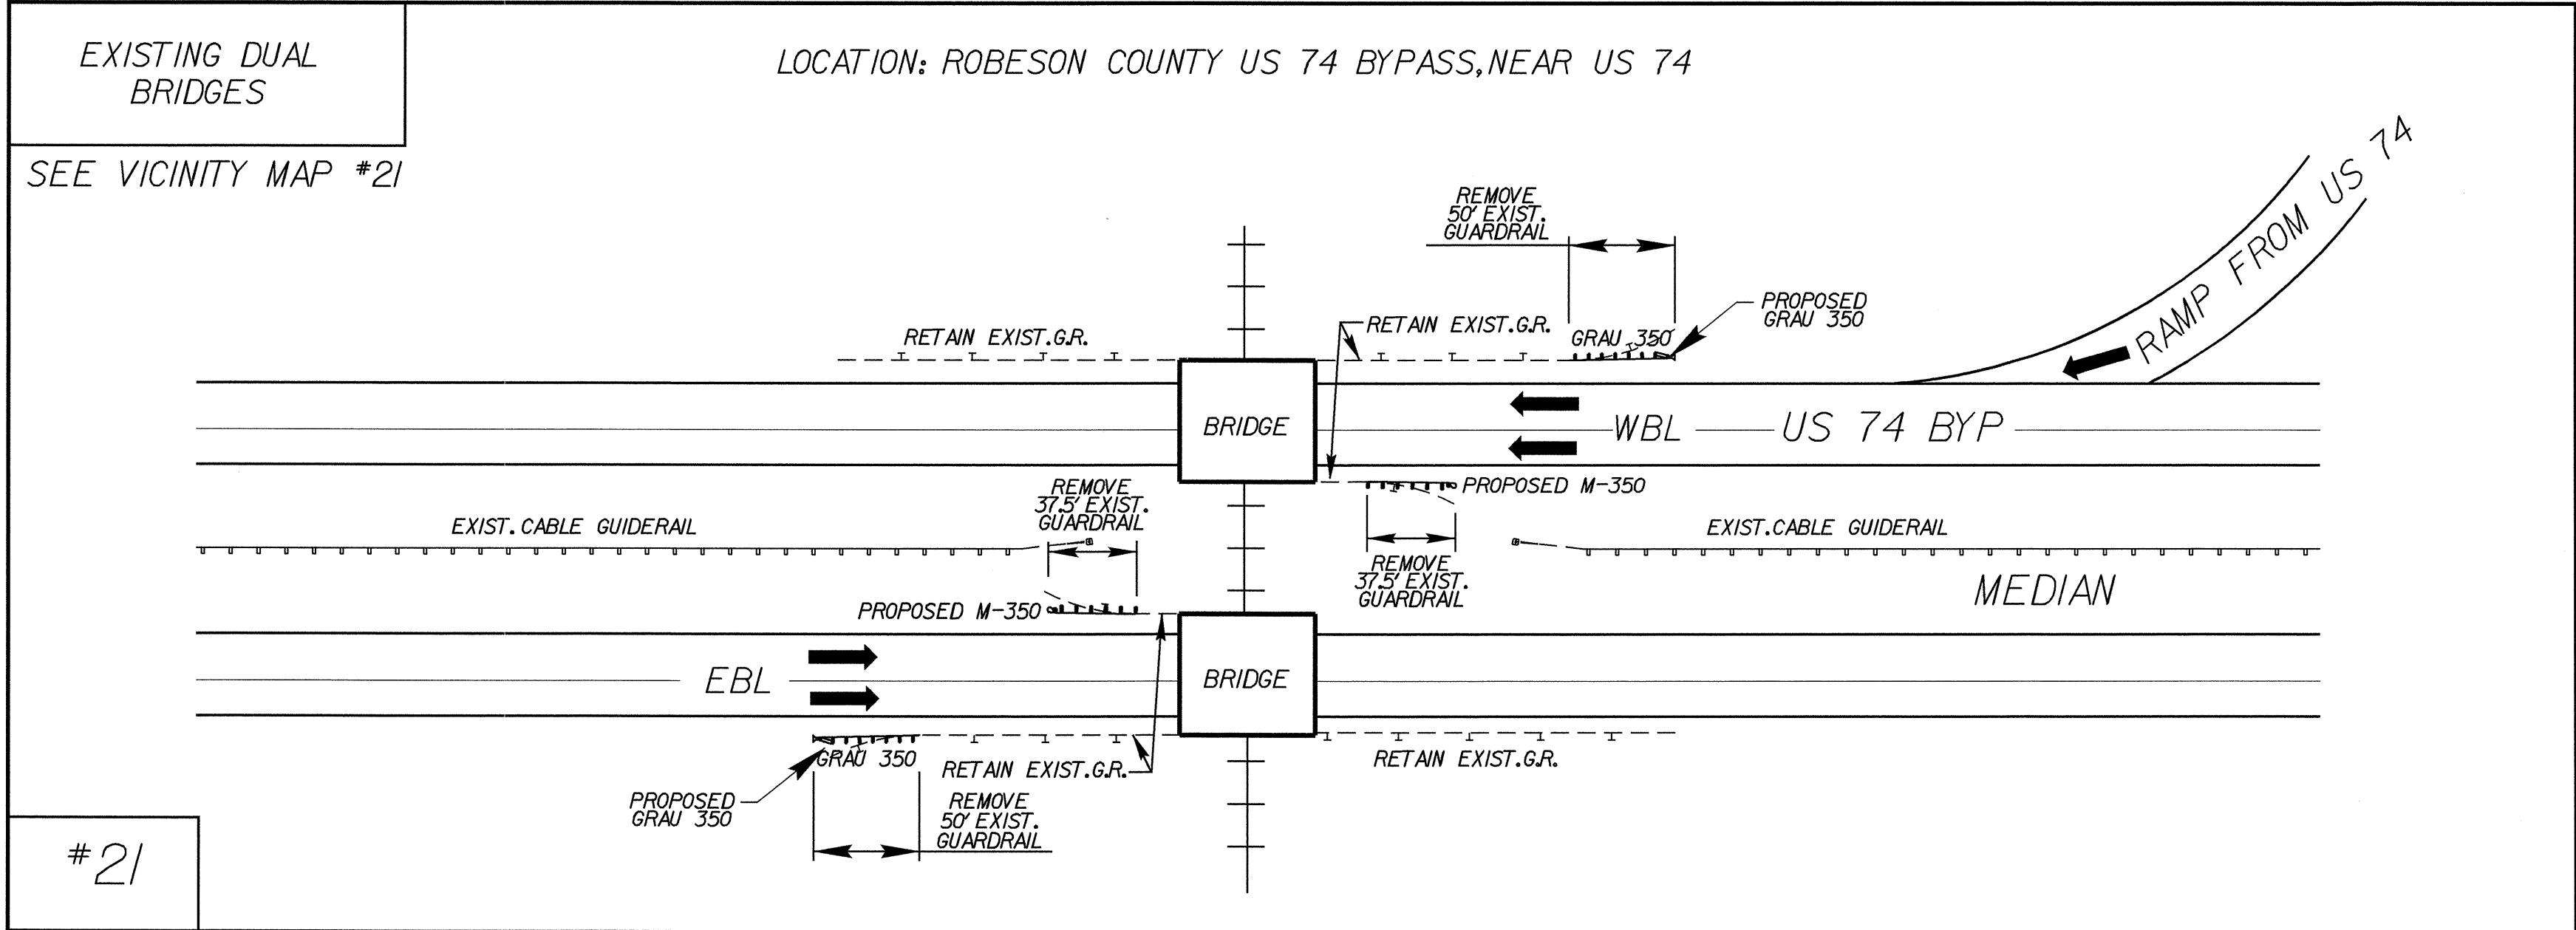 EXISTING DUAL
BRIDGES
LOCATION: ROBESON COUNTY US 74 BYPASS, NEAR US 74
SEE VICINITY MAP #21
REMOVE
50' EXIST.
GUARDRAIL
RAMP FROM US 74
PROPOSED
GRAU 350
RETAIN EXIST. G.R.
RETAIN EXIST. G.R.
GRAU 350
BRIDGE
WBL
US 74 BYP
REMOVE
37.5' EXIST.
GUARDRAIL
PROPOSED M-350
EXIST. CABLE GUIDERAIL
EXIST. CABLE GUIDERAIL
REMOVE
37.5' EXIST.
GUARDRAIL
MEDIAN
PROPOSED M-350
EBL
BRIDGE
GRAU 350
RETAIN EXIST. G.R.
RETAIN EXIST. G.R.
PROPOSED
GRAU 350
REMOVE
50' EXIST.
GUARDRAIL
#21